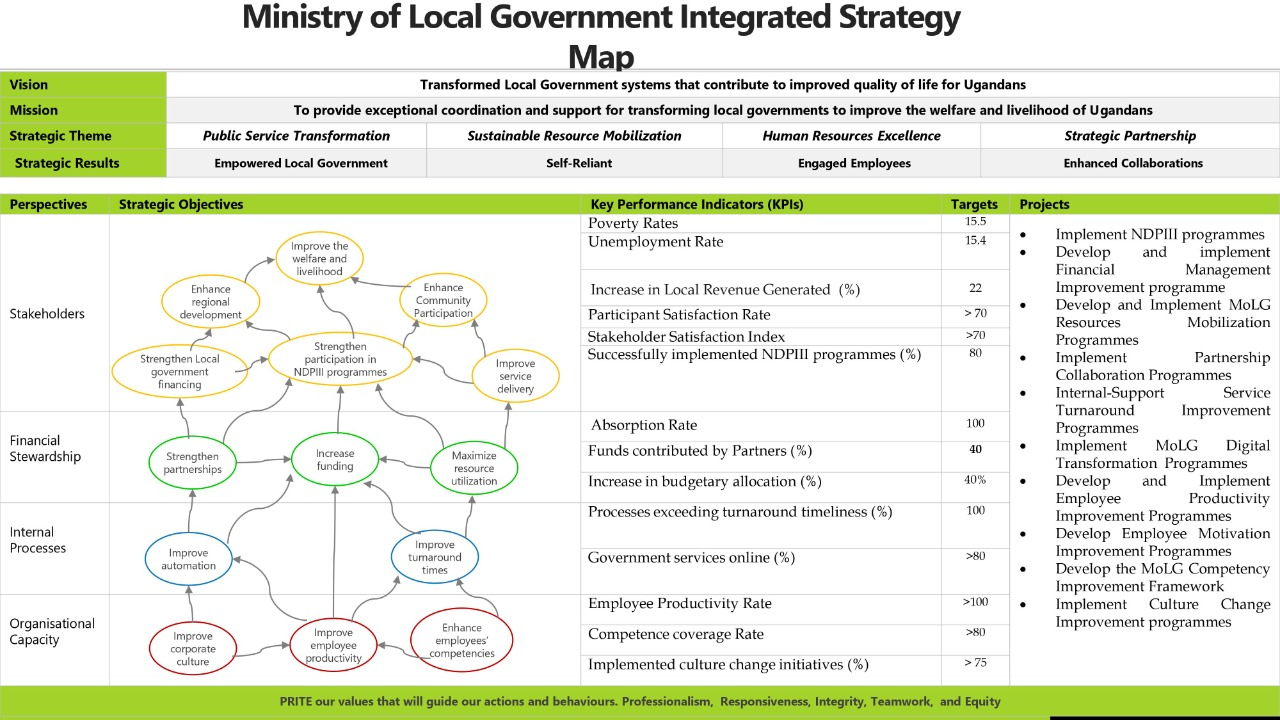 Ministry of Local Government Integrated Strategy
Map
Vision
Transformed Local Government systems that contribute to improved quality of life for Ugandans
Mission
To provide exceptional coordination and support for transforming local governments to improve the welfare and livelihood of Ugandans
Strategic Theme
Public Service Transformation
Sustainable Resource Mobilization
Human Resources Excellence
Strategic Partnership
Strategic Results
Empowered Local Government
Self-Reliant
Engaged Employees
Enhanced Collaborations
Perspectives
Strategic Objectives
Key Performance Indicators (KPIs)
Targets
Projects
Stakeholders
Improve the
welfare and
livelihood
Enhance
regional
development
Enhance
Community
Participation
Strengthen Local
government
financing
Strengthen
participation in
NDPIII programmes
Improve
service
delivery
Poverty Rates
15.5
Unemployment Rate
15.4
Increase in Local Revenue Generated (%)
22
Participant Satisfaction Rate
> 70
Stakeholder Satisfaction Index
>70
Successfully implemented NDPIII programmes (%)
80
Financial
Stewardship
Strengthen
partnerships
Increase
funding
Maximize
resource
utilization
Absorption Rate
100
Funds contributed by Partners (%)
40
Increase in budgetary allocation (%)
40%
Internal
Processes
Improve
automation
Improve
turnaround
times
Processes exceeding turnaround timeliness (%)
100
Government services online (%)
>80
Organisational
Capacity
Improve
corporate
culture
Improve
employee
productivity
Enhance
employees'
competencies
Employee Productivity Rate
>100
Competence coverage Rate
>80
Implemented culture change initiatives (%)
> 75
• Implement NDPIII programmes
• Develop and implement
Financial Management
Improvement programme
• Develop and Implement MoLG
Resources Mobilization
Programmes
• Implement Partnership
Collaboration Programmes
• Internal-Support Service
Turnaround Improvement
Programmes
• Implement MoLG Digital
Transformation Programmes
• Develop and Implement
Employee Productivity
Improvement Programmes
• Develop Employee Motivation
Improvement Programmes
• Develop the MoLG Competency
Improvement Framework
• Implement Culture Change
Improvement programmes
PRITE our values that will guide our actions and behaviours. Professionalism, Responsiveness, Integrity, Teamwork, and Equity